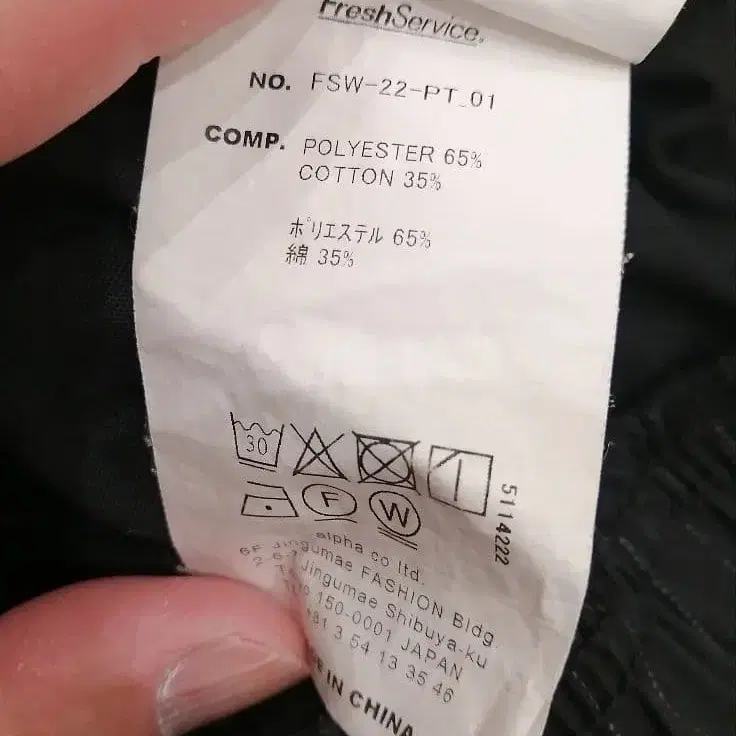 FreshService.
NO. FSW-22-PT_01
COMP. POLYESTER 65%
COTTON 35%
ポリエステル 65%
綿 35%
30
F W
5114222
alpha co ltd.
6F Jingumae FASHION Bldg.
Jingumae Shibuya-ku
150-0001 JAPAN
81 3 54 13 35 46
IN CHINA